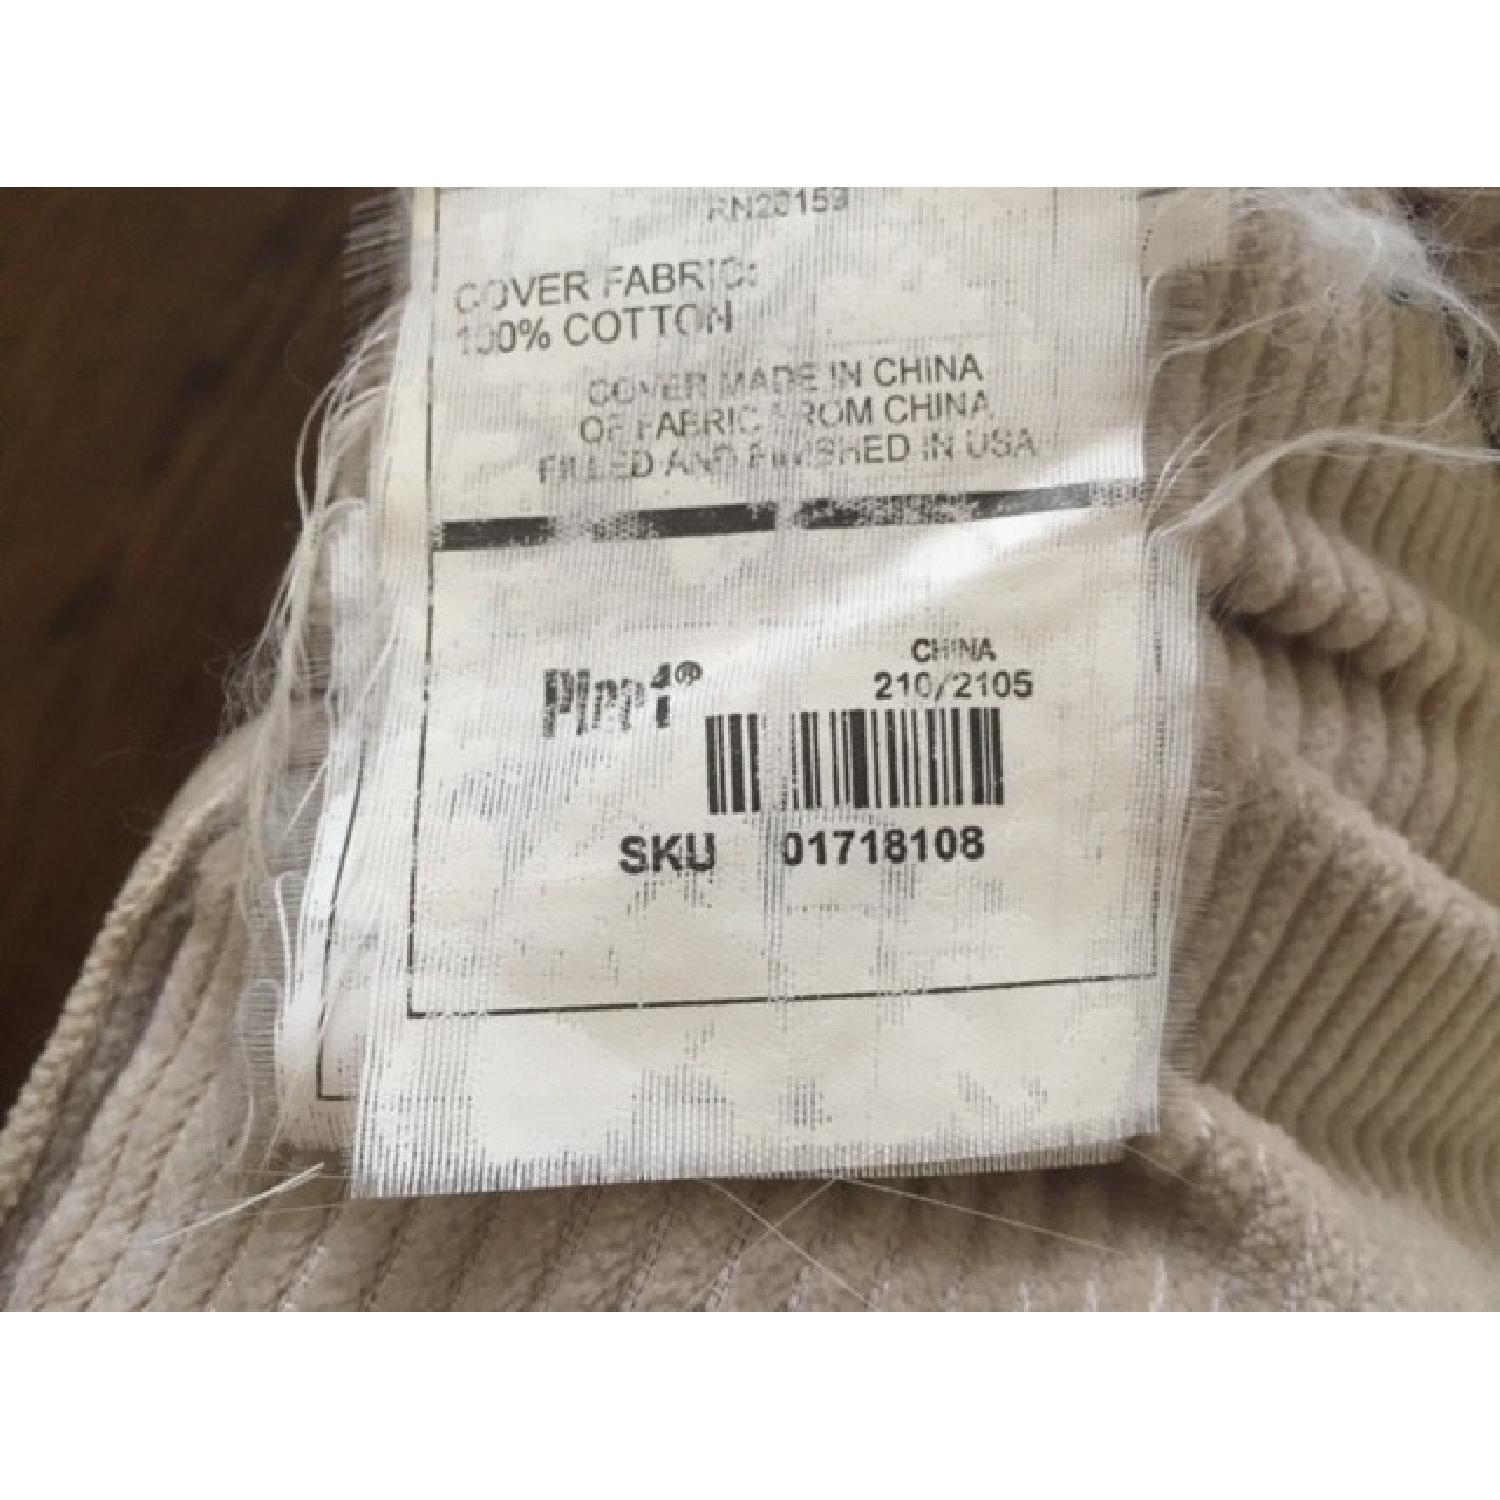 RN20159
COVER FABRIC:
100% COTTON
COVER MADE IN CHINA
OF FABRIC FROM CHINA
FILLED AND FINISHED IN USA
Pier1®
CHINA
210/2105
SKU 01718108